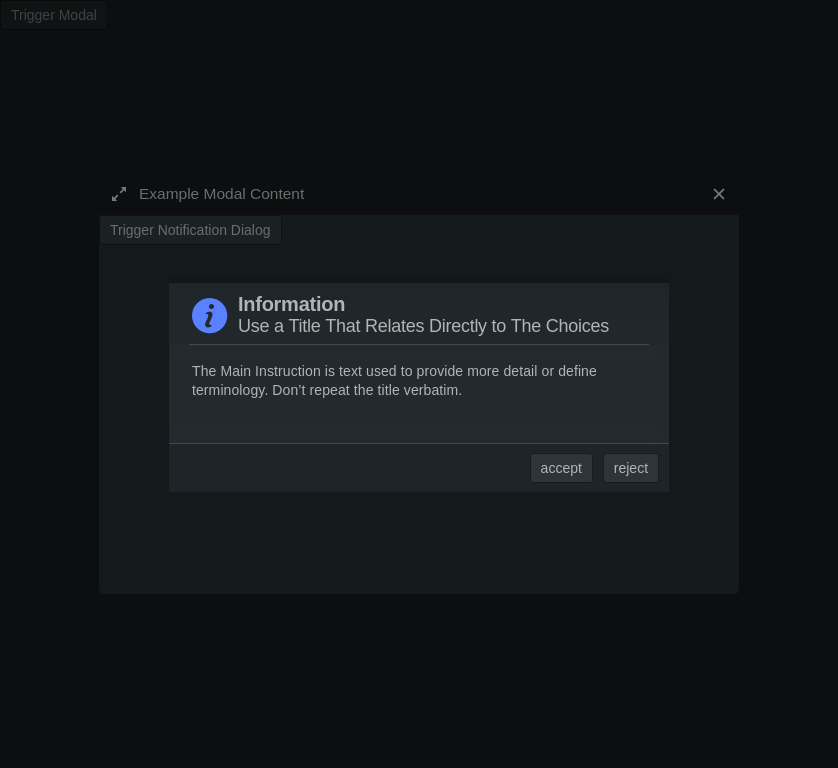 Trigger Modal
Example Modal Content
Trigger Notification Dialog
Information
Use a Title That Relates Directly to The Choices
The Main Instruction is text used to provide more detail or define
terminology. Don’t repeat the title verbatim.
accept reject